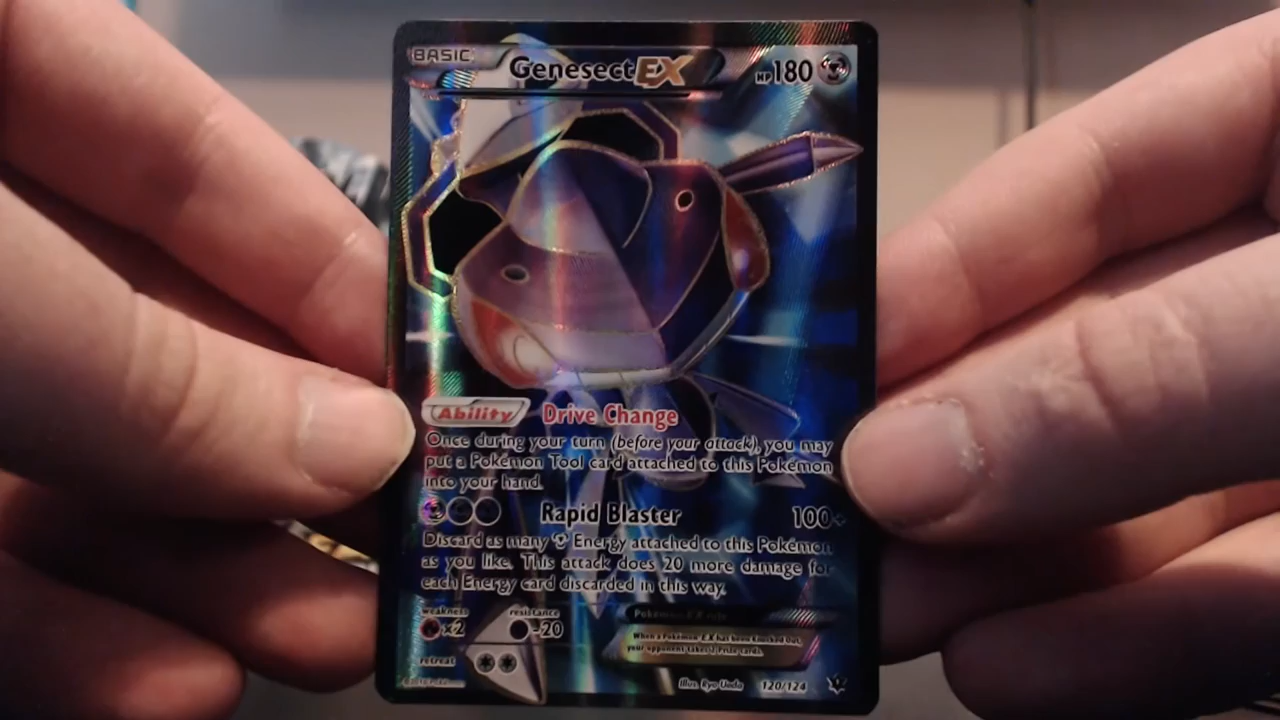 BASIC
Genesect EX
HP180
Ability Drive Change
Once during your turn (before your attack), you may
put a Pokémon Tool card attached to this Pokémon
into your hand.
Rapid Blaster 100+
Discard as many Energy attached to this Pokémon
as you like. This attack does 20 more damage for
each Energy card discarded in this way.
weakness
x2
resistance
-20
retreat
Pokémon EX rule
When a Pokémon EX has been Knocked Out,
your opponent takes 2 Prize cards.
©2016 Pokémon
Illus. Ryo Ueda
120/124